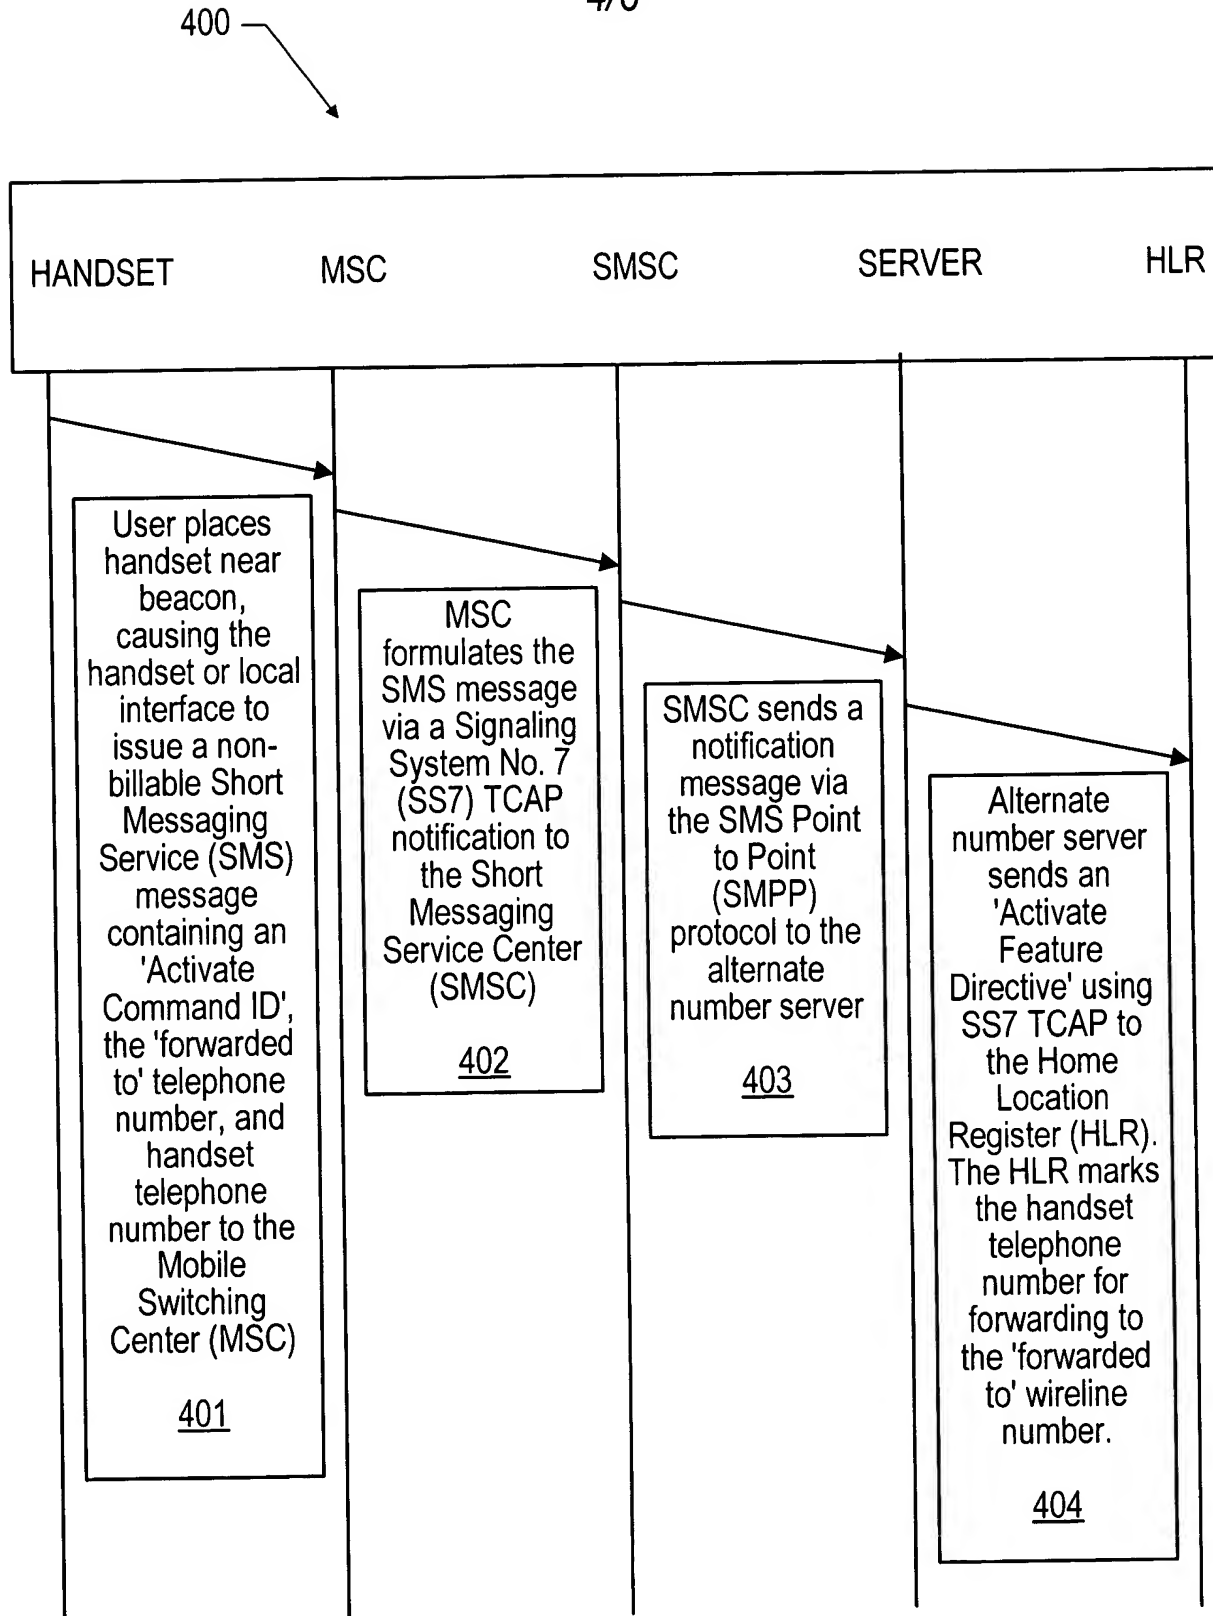 400
HANDSET MSC SMSC SERVER HLR
User places
handset near
beacon,
causing the
handset or local
interface to
issue a non-
billable Short
Messaging
Service (SMS)
message
containing an
'Activate
Command ID',
the 'forwarded
to' telephone
number, and
handset
telephone
number to the
Mobile
Switching
Center (MSC)
401
MSC
formulates the
SMS message
via a Signaling
System No. 7
(SS7) TCAP
notification to
the Short
Messaging
Service Center
(SMSC)
402
SMSC sends a
notification
message via
the SMS Point
to Point
(SMPP)
protocol to the
alternate
number server
403
Alternate
number server
sends an
'Activate
Feature
Directive' using
SS7 TCAP to
the Home
Location
Register (HLR).
The HLR marks
the handset
telephone
number for
forwarding to
the 'forwarded
to' wireline
number.
404